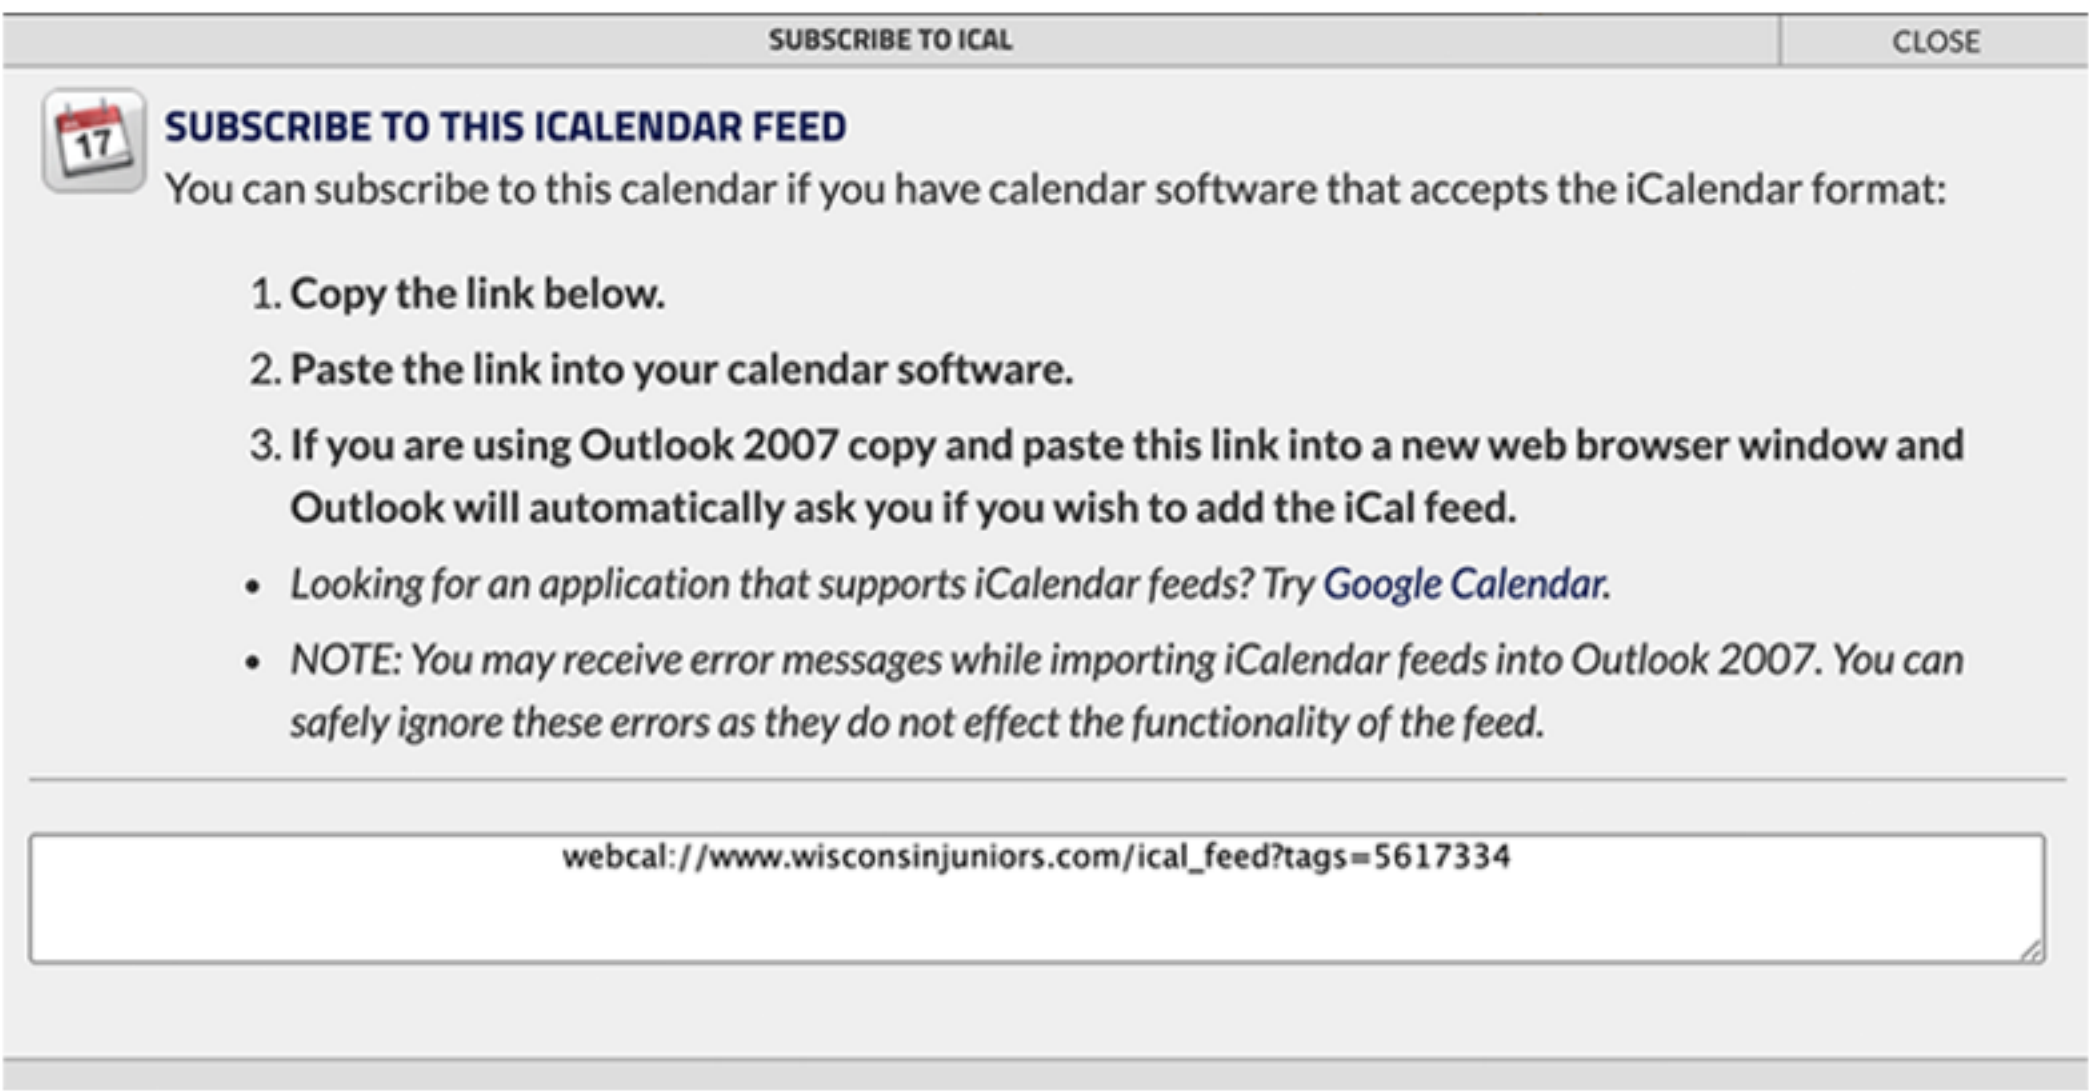 SUBSCRIBE TO ICAL
CLOSE
17
SUBSCRIBE TO THIS ICALENDAR FEED
You can subscribe to this calendar if you have calendar software that accepts the iCalendar format:
1. Copy the link below.
2. Paste the link into your calendar software.
3. If you are using Outlook 2007 copy and paste this link into a new web browser window and
Outlook will automatically ask you if you wish to add the iCal feed.
• Looking for an application that supports iCalendar feeds? Try Google Calendar.
• NOTE: You may receive error messages while importing iCalendar feeds into Outlook 2007. You can
safely ignore these errors as they do not effect the functionality of the feed.
webcal://www.wisconsinjuniors.com/ical_feed?tags=5617334